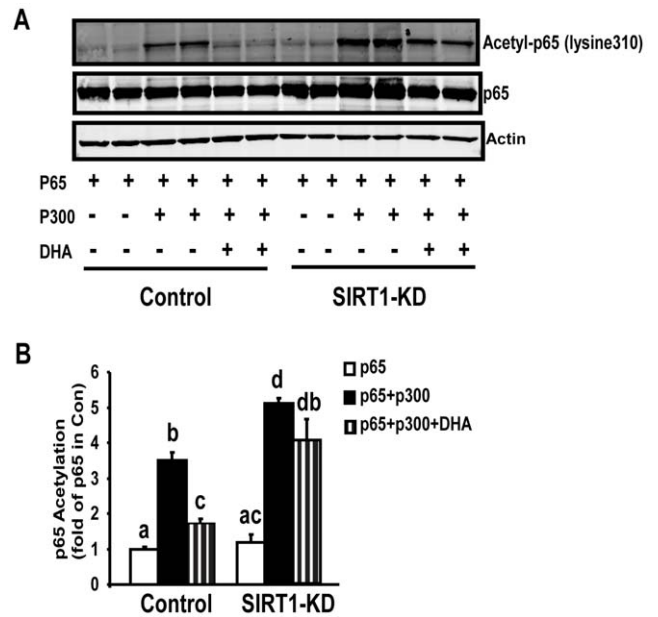 A
Acetyl-p65 (lysine310)
p65
Actin
P65 + + + + + + + + + + + +
P300 - - + + + + - - + + + +
DHA - - - - + + - - - - + +
Control SIRT1-KD
B
p65 Acetylation
(fold of p65 in Con)
6
5
4
3
2
1
0
a b c ac d db
p65
p65+p300
p65+p300+DHA
Control SIRT1-KD